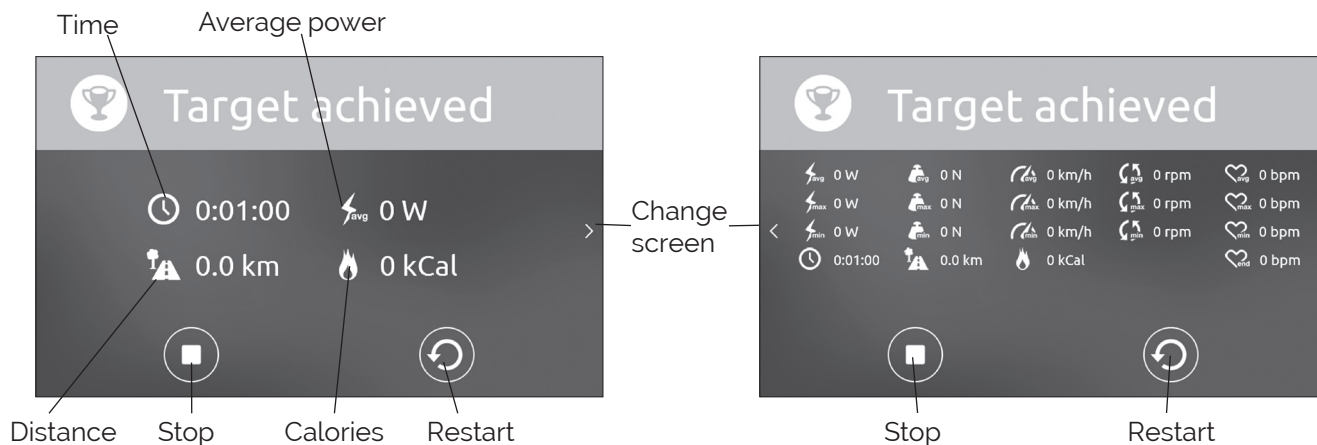 Time
Average power
Target achieved
0:01:00
avg 0 W
0.0 km
0 kCal
Distance
Stop
Calories
Restart
Change
screen
Target achieved
avg 0 W avg 0 N avg 0 km/h avg 0 rpm avg 0 bpm
max 0 W max 0 N max 0 km/h max 0 rpm max 0 bpm
min 0 W min 0 N min 0 km/h min 0 rpm min 0 bpm
0:01:00 0.0 km 0 kCal end 0 bpm
Stop
Restart